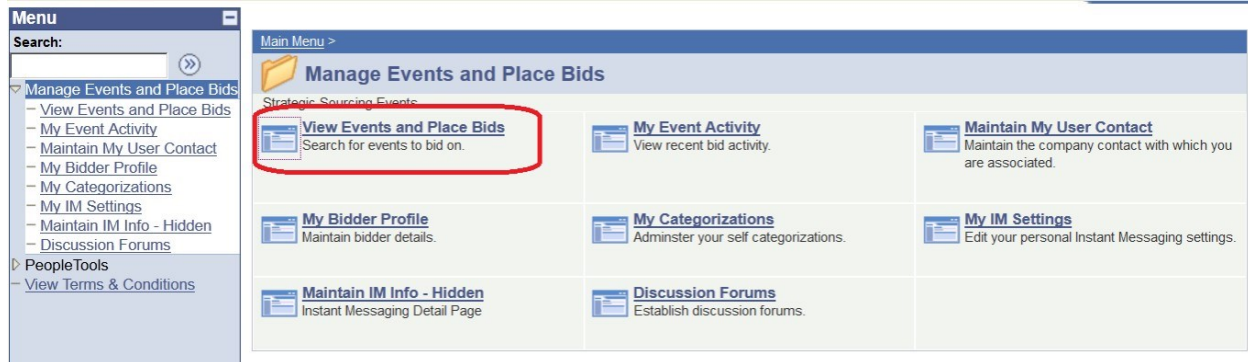 Menu
Search:
Manage Events and Place Bids
View Events and Place Bids
My Event Activity
Maintain My User Contact
My Bidder Profile
My Categorizations
My IM Settings
Maintain IM Info - Hidden
Discussion Forums
PeopleTools
View Terms & Conditions
Main Menu >
Manage Events and Place Bids
Strategic Sourcing Events
View Events and Place Bids
Search for events to bid on.
My Event Activity
View recent bid activity.
Maintain My User Contact
Maintain the company contact with which you
are associated.
My Bidder Profile
Maintain bidder details.
My Categorizations
Adminster your self categorizations.
My IM Settings
Edit your personal Instant Messaging settings.
Maintain IM Info - Hidden
Instant Messaging Detail Page
Discussion Forums
Establish discussion forums.